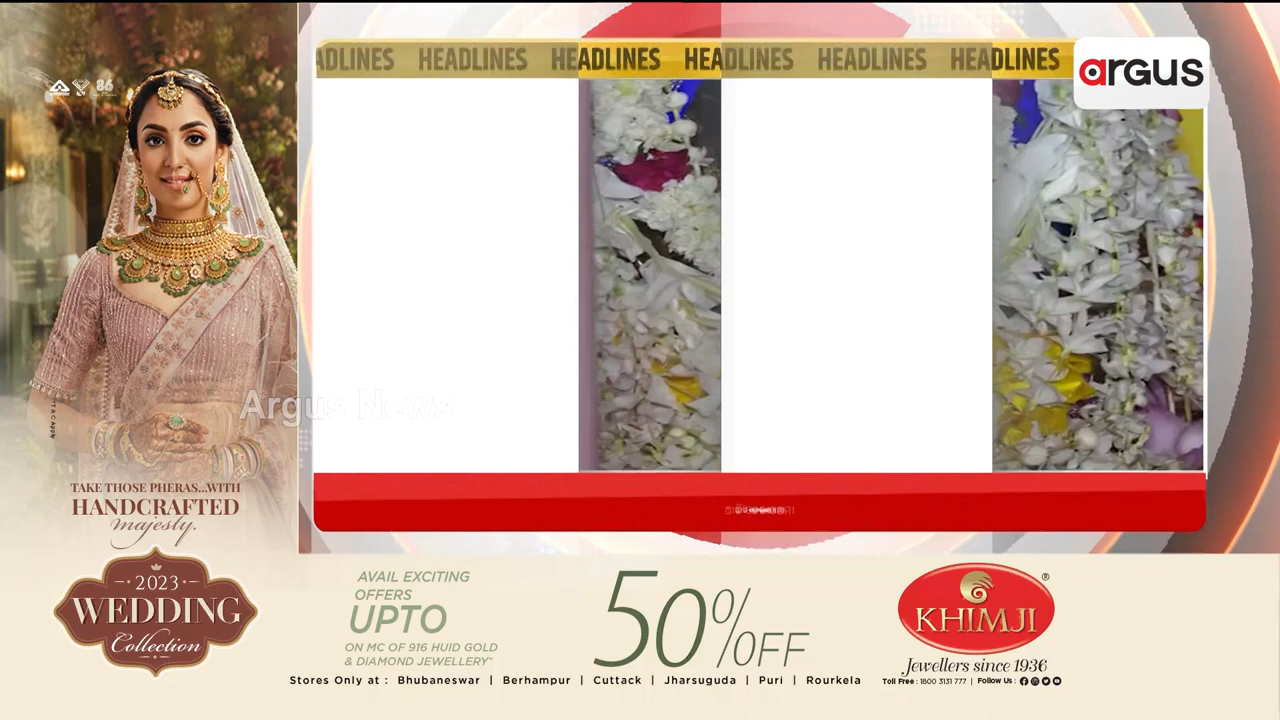 ADLINES HEADLINES HEADLINES HEADLINES HEADLINES HEADLINES
argus
86
T & C Apply
Argus News
TAKE THOSE PHERAS...WITH
HANDCRAFTED
majesty.
2023
WEDDING
Collection
AVAIL EXCITING
OFFERS
UPTO
ON MC OF 916 HUID GOLD
& DIAMOND JEWELLERY*
50% OFF
KHIMJI ®
Jewellers since 1936
Stores Only at : Bhubaneswar | Berhampur | Cuttack | Jharsuguda | Puri | Rourkela
Toll Free : 1800 3131 777 | Follow Us :